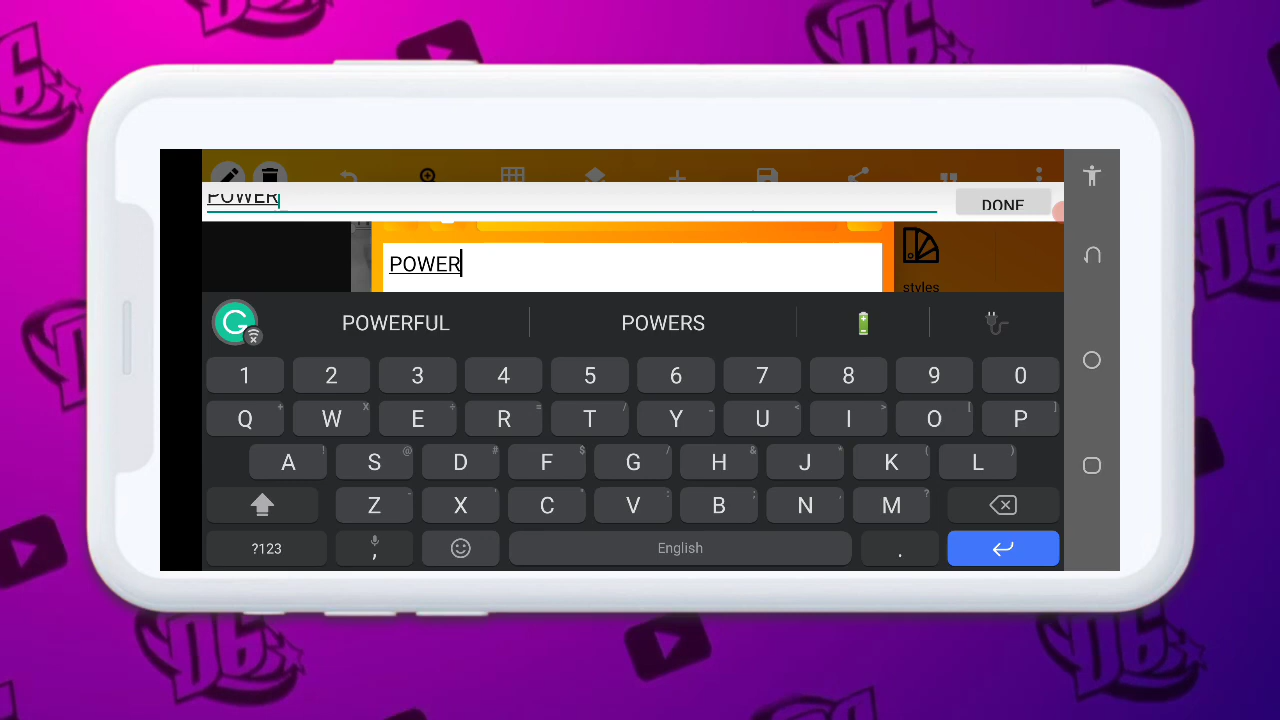 POWER
DONE
POWER
styles
POWERFUL POWERS
1 2 3 4 5 6 7 8 9 0
Q W E R T Y U I O P
A S D F G H J K L
Z X C V B N M
?123 , English .